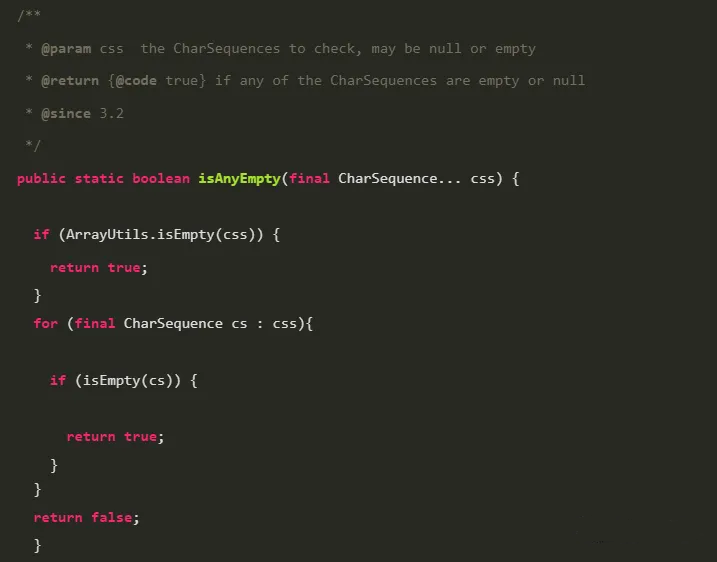 /**
* @param css  the CharSequences to check, may be null or empty
* @return {@code true} if any of the CharSequences are empty or null
* @since 3.2
*/
public static boolean isAnyEmpty(final CharSequence... css) {
if (ArrayUtils.isEmpty(css)) {
return true;
}
for (final CharSequence cs : css){
if (isEmpty(cs)) {
return true;
}
}
return false;
}